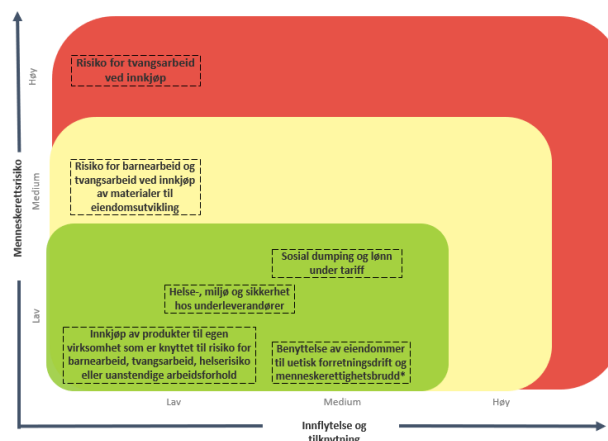 Menneskerettsrisiko
Høy
Medium
Lav
Risiko for tvangsarbeid
ved innkjøp
Risiko for barnearbeid og
tvangsarbeid ved innkjøp
av materialer til
eiendomsutvikling
Sosial dumping og lønn
under tariff
Helse-, miljø og sikkerhet
hos underleverandører
Innkjøp av produkter til egen
virksomhet som er knyttet til risiko for
barnearbeid, tvangsarbeid, helserisiko
eller uanstendige arbeidsforhold
Benyttelse av eiendommer
til uetisk forretningsdrift og
menneskerettighetsbrudd*
Lav
Medium
Høy
Innflytelse og
tilknytning